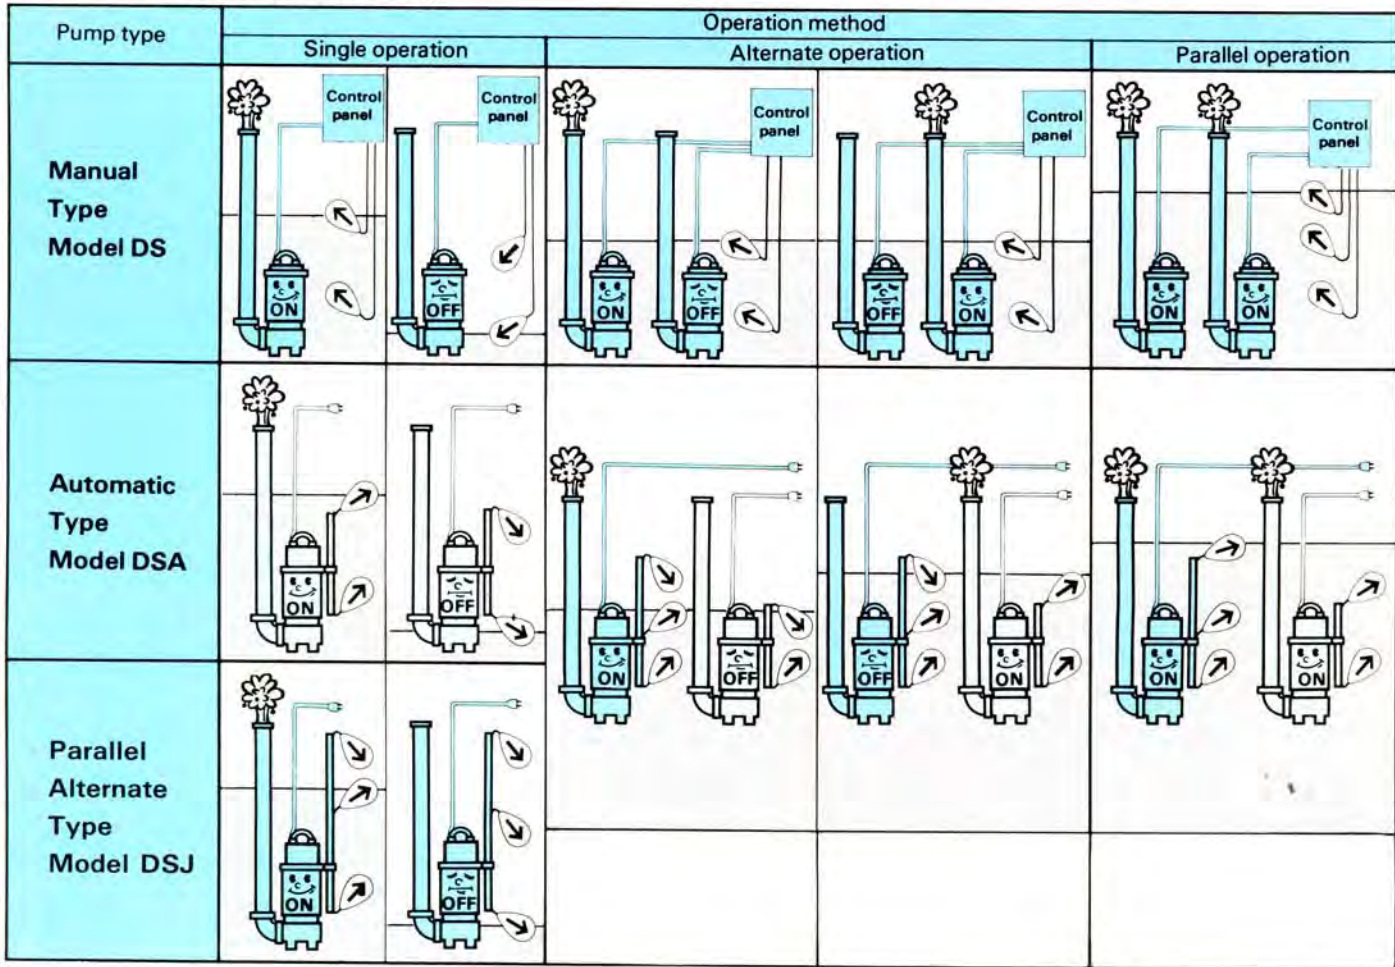 Pump type
Operation method
Single operation
Alternate operation
Parallel operation
Manual
Type
Model DS
Control
panel
ON
Control
panel
OFF
Control
panel
ON
OFF
Control
panel
OFF
ON
Control
panel
ON
ON
Automatic
Type
Model DSA
ON
OFF
ON
OFF
OFF
ON
ON
ON
Parallel
Alternate
Type
Model DSJ
ON
OFF